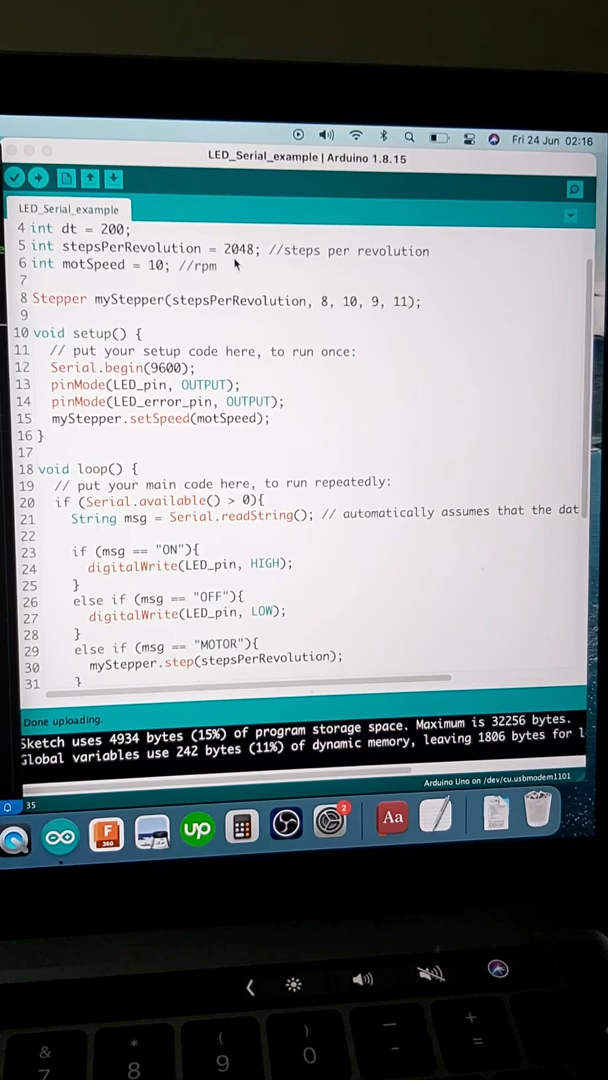 Fri 24 Jun 02:16
LED_Serial_example | Arduino 1.8.15
LED_Serial_example
4 int dt = 200;
5 int stepsPerRevolution = 2048; //steps per revolution
6 int motSpeed = 10; //rpm
7
8 Stepper myStepper(stepsPerRevolution, 8, 10, 9, 11);
9
10 void setup() {
11 // put your setup code here, to run once:
12 Serial.begin(9600);
13 pinMode(LED_pin, OUTPUT);
14 pinMode(LED_error_pin, OUTPUT);
15 myStepper.setSpeed(motSpeed);
16 }
17
18 void loop() {
19 // put your main code here, to run repeatedly:
20 if (Serial.available() > 0){
21 String msg = Serial.readString(); // automatically assumes that the dat
22
23 if (msg == "ON"){
24 digitalWrite(LED_pin, HIGH);
25 }
26 else if (msg == "OFF"){
27 digitalWrite(LED_pin, LOW);
28 }
29 else if (msg == "MOTOR"){
30 myStepper.step(stepsPerRevolution);
31 }
Done uploading.
Sketch uses 4934 bytes (15%) of program storage space. Maximum is 32256 bytes.
Global variables use 242 bytes (11%) of dynamic memory, leaving 1806 bytes for l
35
Arduino Uno on /dev/cu.usbmodem1101
F
360
up
2
Aa
& * ( ) — +
7 8 9 0 - =